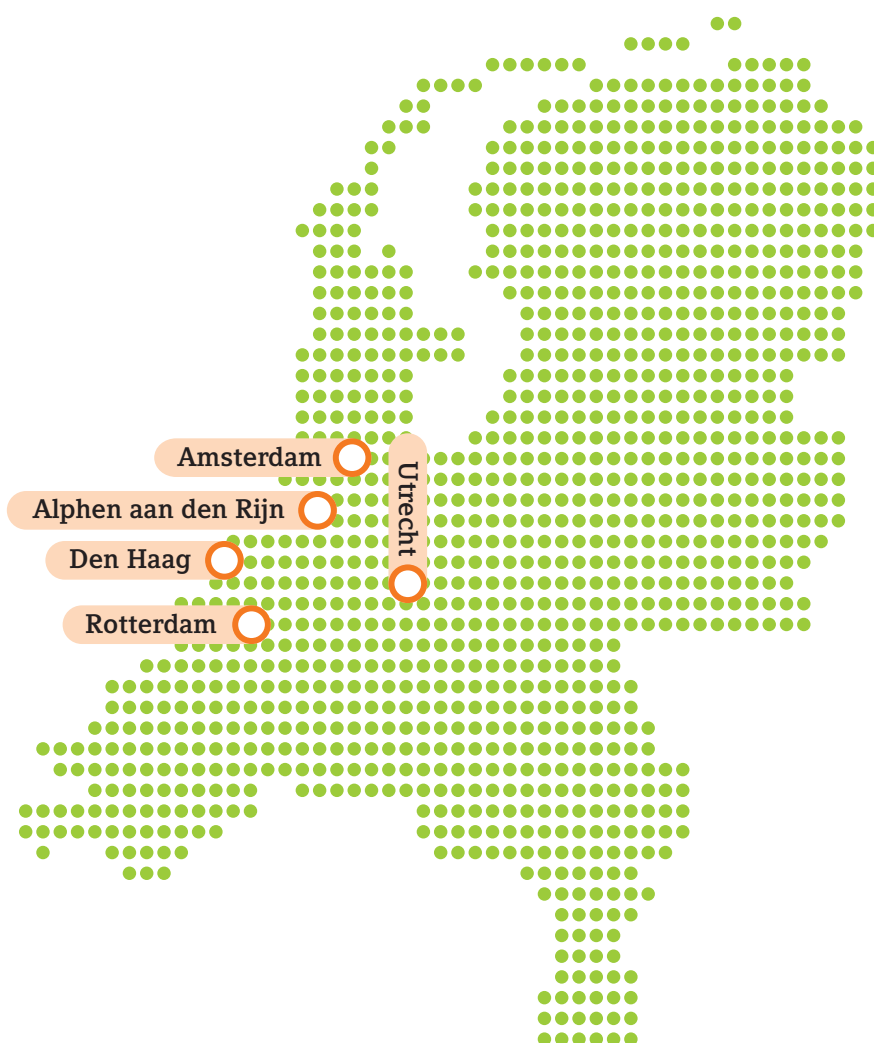 Amsterdam
Utrecht
Alphen aan den Rijn
Den Haag
Rotterdam